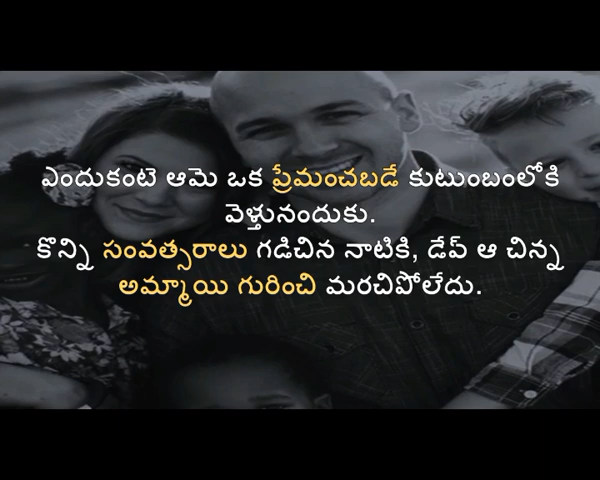 ఎందుకంటె ఆమె ఒక ప్రేమించబడే కుటుంబంలోకి
వెళ్తునందుకు.
కొన్ని సంవత్సరాలు గడిచిన నాటికి, డేవ్ ఆ చిన్న
అమ్మాయి గురించి మరచిపోలేదు.